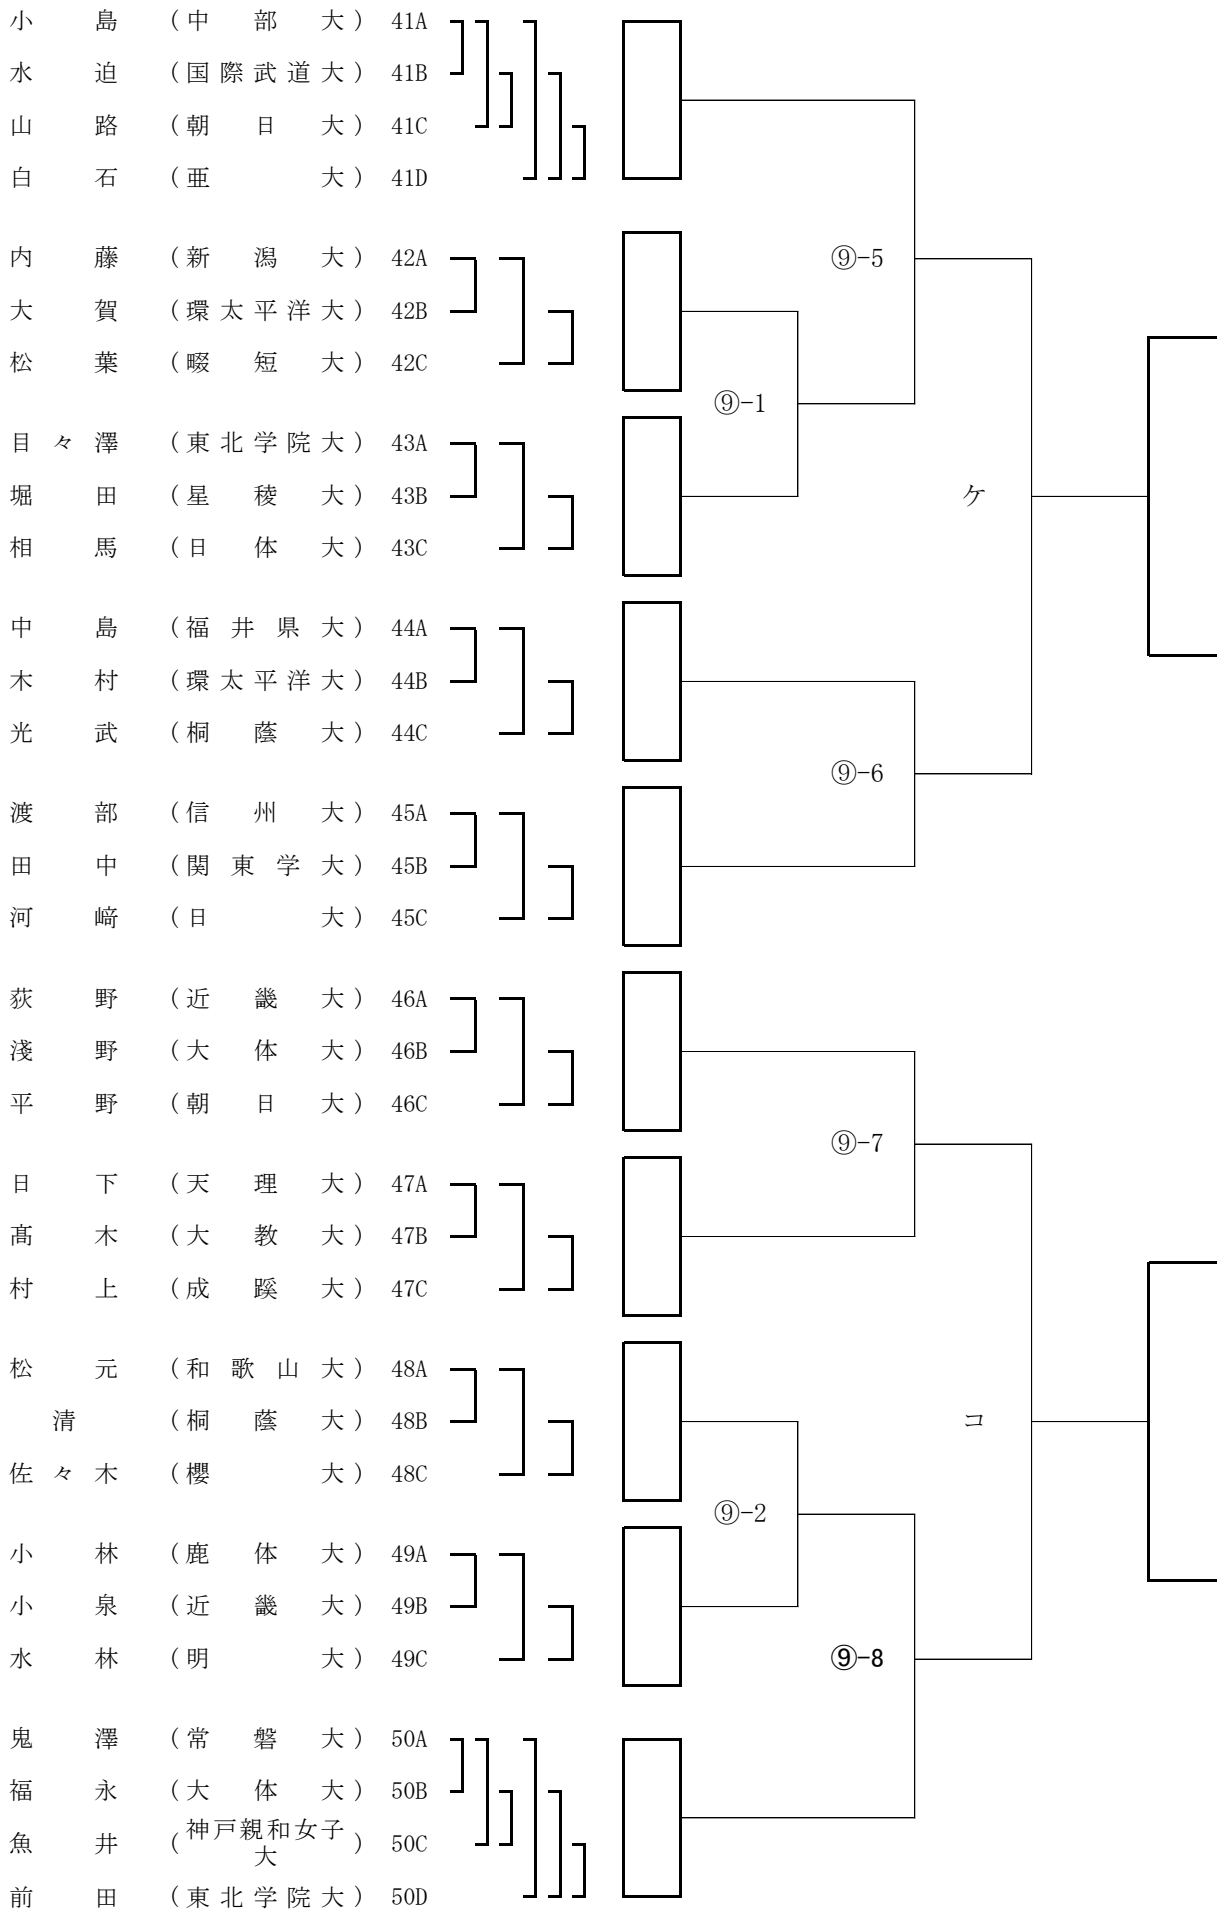 小島（中部大）41A
水迫（国際武道大）41B
山路（朝日大）41C
白石（亜大）41D
内藤（新潟大）42A
⑨-5
大賀（環太平洋大）42B
松葉（畷短大）42C
⑨-1
目々澤（東北学院大）43A
堀田（星稜大）43B
ケ
相馬（日体大）43C
中島（福井県大）44A
木村（環太平洋大）44B
光武（桐蔭大）44C
⑨-6
渡部（信州大）45A
田中（関東学大）45B
河﨑（日大）45C
荻野（近畿大）46A
淺野（大体大）46B
平野（朝日大）46C
⑨-7
日下（天理大）47A
髙木（大教大）47B
村上（成蹊大）47C
松元（和歌山大）48A
清（桐蔭大）48B
コ
佐々木（櫻大）48C
⑨-2
小林（鹿体大）49A
小泉（近畿大）49B
水林（明大）49C
⑨-8
鬼澤（常磐大）50A
福永（大体大）50B
魚井（神戸親和女子大）50C
前田（東北学院大）50D